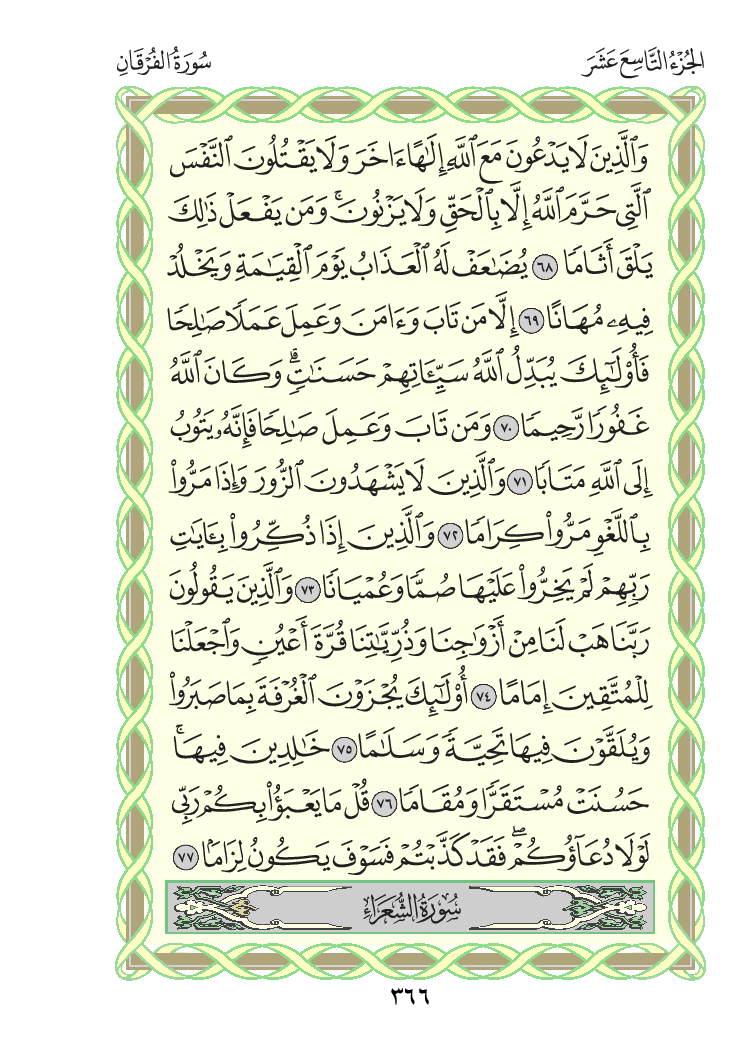 الجُزْءُ التَّاسِعَ عَشَرَ
سُورَةُ الفُرْقَانِ
وَٱلَّذِينَ لَا يَدْعُونَ مَعَ ٱللَّهِ إِلَٰهًا ءَاخَرَ وَلَا يَقْتُلُونَ ٱلنَّفْسَ
ٱلَّتِى حَرَّمَ ٱللَّهُ إِلَّا بِٱلْحَقِّ وَلَا يَزْنُونَۚ وَمَن يَفْعَلْ ذَٰلِكَ
يَلْقَ أَثَامًا ٦٨ يُضَٰعَفْ لَهُ ٱلْعَذَابُ يَوْمَ ٱلْقِيَٰمَةِ وَيَخْلُدْ
فِيهِۦ مُهَانًا ٦٩ إِلَّا مَن تَابَ وَءَامَنَ وَعَمِلَ عَمَلًا صَٰلِحًا
فَأُو۟لَٰٓئِكَ يُبَدِّلُ ٱللَّهُ سَيِّـَٔاتِهِمْ حَسَنَٰتٍۗ وَكَانَ ٱللَّهُ
غَفُورًا رَّحِيمًا ٧٠ وَمَن تَابَ وَعَمِلَ صَٰلِحًا فَإِنَّهُۥ يَتُوبُ
إِلَى ٱللَّهِ مَتَابًا ٧١ وَٱلَّذِينَ لَا يَشْهَدُونَ ٱلزُّورَ وَإِذَا مَرُّوا۟
بِٱللَّغْوِ مَرُّوا۟ كِرَامًا ٧٢ وَٱلَّذِينَ إِذَا ذُكِّرُوا۟ بِـَٔايَٰتِ
رَبِّهِمْ لَمْ يَخِرُّوا۟ عَلَيْهَا صُمًّا وَعُمْيَانًا ٧٣ وَٱلَّذِينَ يَقُولُونَ
رَبَّنَا هَبْ لَنَا مِنْ أَزْوَٰجِنَا وَذُرِّيَّٰتِنَا قُرَّةَ أَعْيُنٍ وَٱجْعَلْنَا
لِلْمُتَّقِينَ إِمَامًا ٧٤ أُو۟لَٰٓئِكَ يُجْزَوْنَ ٱلْغُرْفَةَ بِمَا صَبَرُوا۟
وَيُلَقَّوْنَ فِيهَا تَحِيَّةً وَسَلَٰمًا ٧٥ خَٰلِدِينَ فِيهَاۚ
حَسُنَتْ مُسْتَقَرًّا وَمُقَامًا ٧٦ قُلْ مَا يَعْبَؤُا۟ بِكُمْ رَبِّى
لَوْلَا دُعَآؤُكُمْۖ فَقَدْ كَذَّبْتُمْ فَسَوْفَ يَكُونُ لِزَامًۢا ٧٧
سُورَةُ الشُّعَرَاءِ
٣٦٦